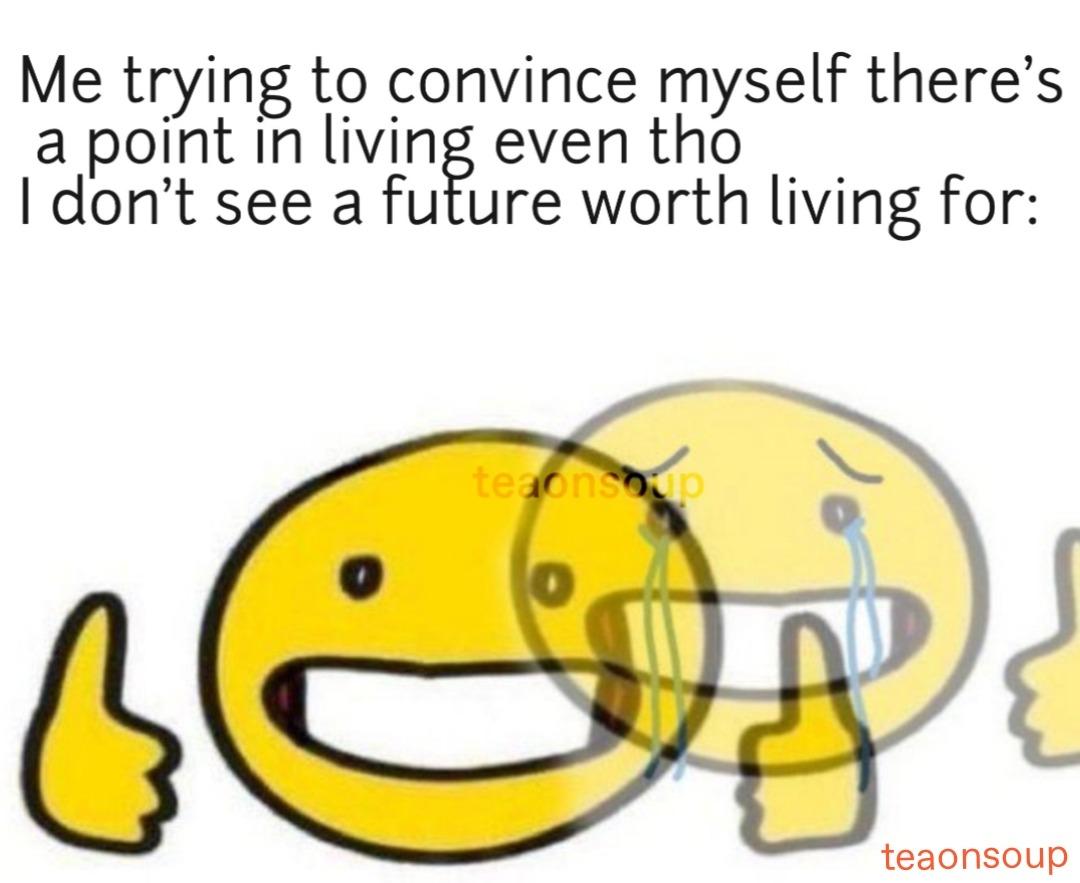 Me trying to convince myself there's
a point in living even tho
I don't see a future worth living for:
teaonsoup
teaonsoup